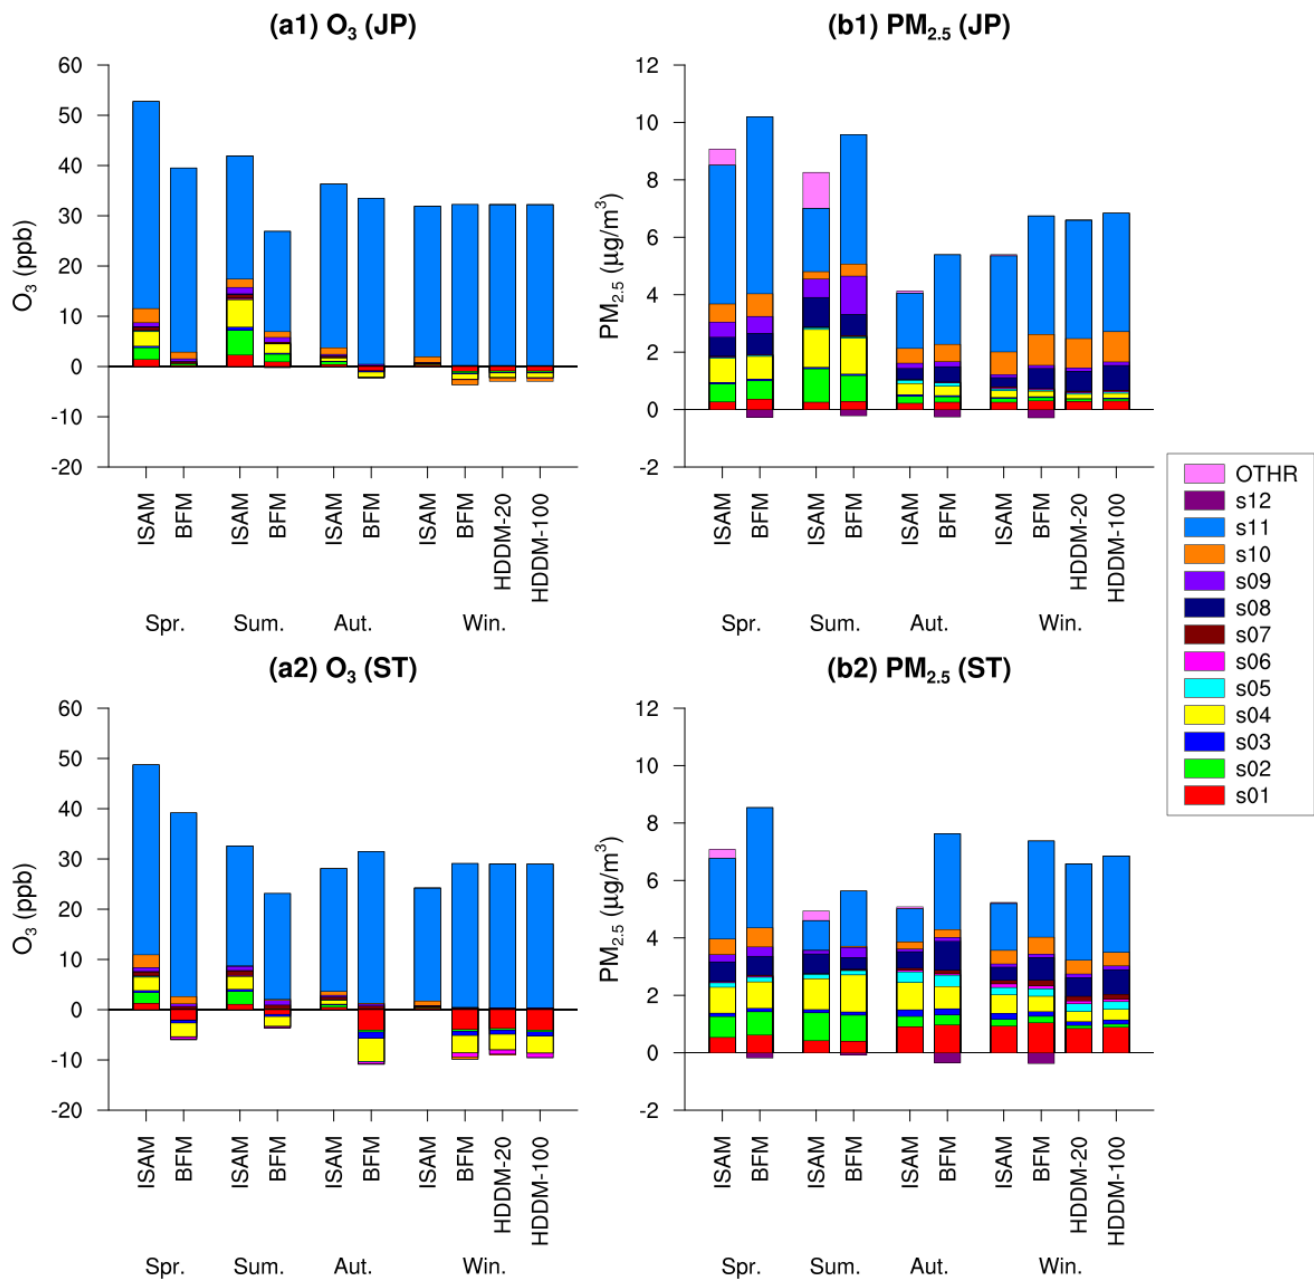 (a1) O₃ (JP)
O₃ (ppb)
60
50
40
30
20
10
0
-10
-20
ISAM
BFM
ISAM
BFM
ISAM
BFM
ISAM
BFM
HDDM-20
HDDM-100
Spr. Sum. Aut. Win.
(b1) PM₂.₅ (JP)
PM₂.₅ (μg/m³)
12
10
8
6
4
2
0
-2
ISAM
BFM
ISAM
BFM
ISAM
BFM
ISAM
BFM
HDDM-20
HDDM-100
Spr. Sum. Aut. Win.
OTHR
s12
s11
s10
s09
s08
s07
s06
s05
s04
s03
s02
s01
(a2) O₃ (ST)
O₃ (ppb)
60
50
40
30
20
10
0
-10
-20
ISAM
BFM
ISAM
BFM
ISAM
BFM
ISAM
BFM
HDDM-20
HDDM-100
Spr. Sum. Aut. Win.
(b2) PM₂.₅ (ST)
PM₂.₅ (μg/m³)
12
10
8
6
4
2
0
-2
ISAM
BFM
ISAM
BFM
ISAM
BFM
ISAM
BFM
HDDM-20
HDDM-100
Spr. Sum. Aut. Win.